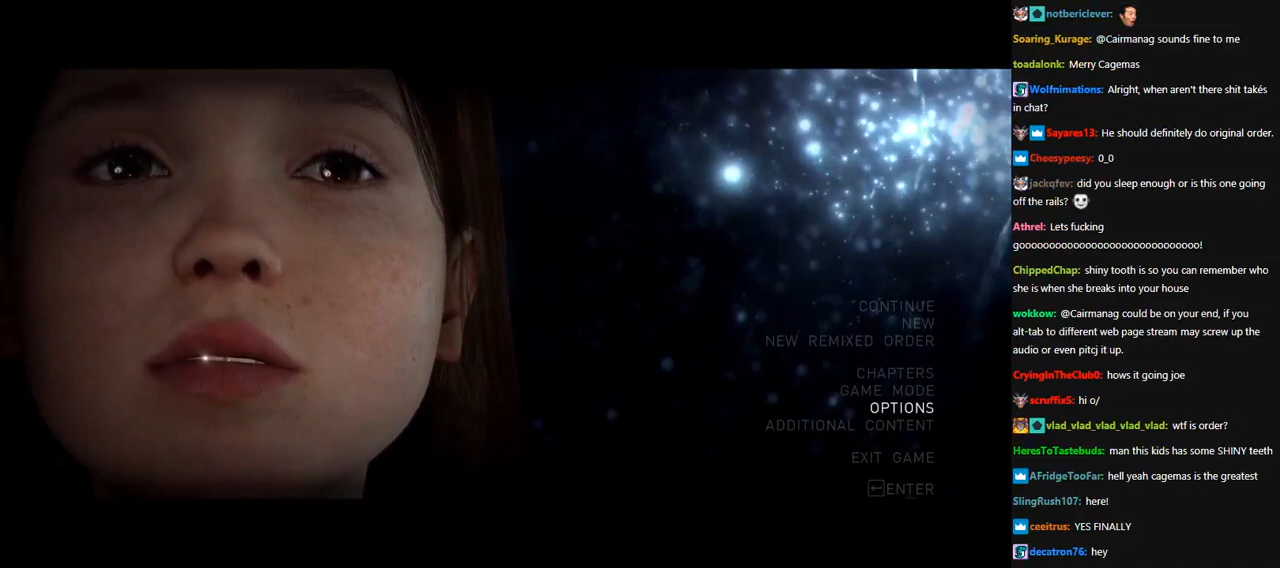 CONTINUE
NEW
NEW REMIXED ORDER
CHAPTERS
GAME MODE
OPTIONS
ADDITIONAL CONTENT
EXIT GAME
ENTER
notbericlever:
Soaring_Kurage: @Cairmanag sounds fine to me
toadalonk: Merry Cagemas
Wolfnimations: Alright, when aren't there shit takés
in chat?
Sayares13: He should definitely do original order.
Cheesypeesy: 0_0
jackqfev: did you sleep enough or is this one going
off the rails?
Athrel: Lets fucking
goooooooooooooooooooooooooooooo!
ChippedChap: shiny tooth is so you can remember who
she is when she breaks into your house
wokkow: @Cairmanag could be on your end, if you
alt-tab to different web page stream may screw up the
audio or even pitcj it up.
CryingInTheClub0: hows it going joe
scruffix5: hi o/
vlad_vlad_vlad_vlad_vlad: wtf is order?
HeresToTastebuds: man this kids has some SHINY teeth
AFridgeTooFar: hell yeah cagemas is the greatest
SlingRush107: here!
ceeitrus: YES FINALLY
decatron76: hey